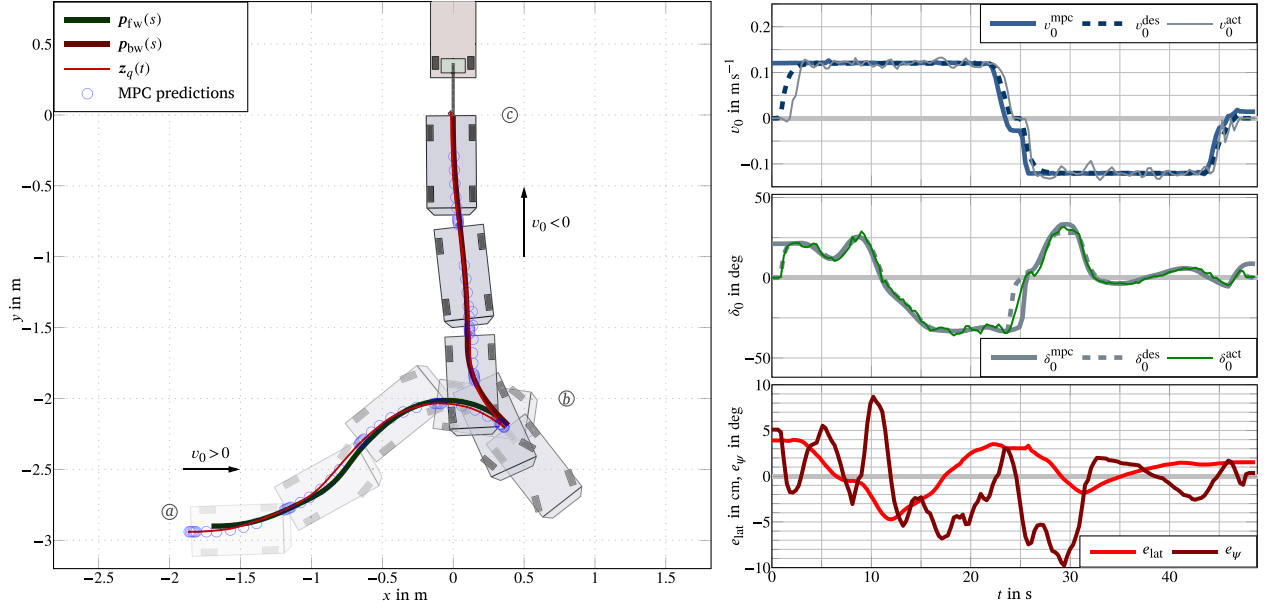 p_fw(s)
p_bw(s)
z_q(t)
MPC predictions
0.5
0
−0.5
−1
−1.5
−2
−2.5
−3
y in m
ⓒ
v_0 < 0
ⓑ
v_0 > 0
ⓐ
−2.5 −2 −1.5 −1 −0.5 0 0.5 1 1.5
x in m
v_0^mpc v_0^des v_0^act
0.1
0
−0.1
v_0 in m s⁻¹
50
0
−50
δ_0 in deg
δ_0^mpc δ_0^des δ_0^act
10
5
0
−5
−10
e_lat in cm, e_Ψ in deg
e_lat e_Ψ
0 10 20 30 40
t in s